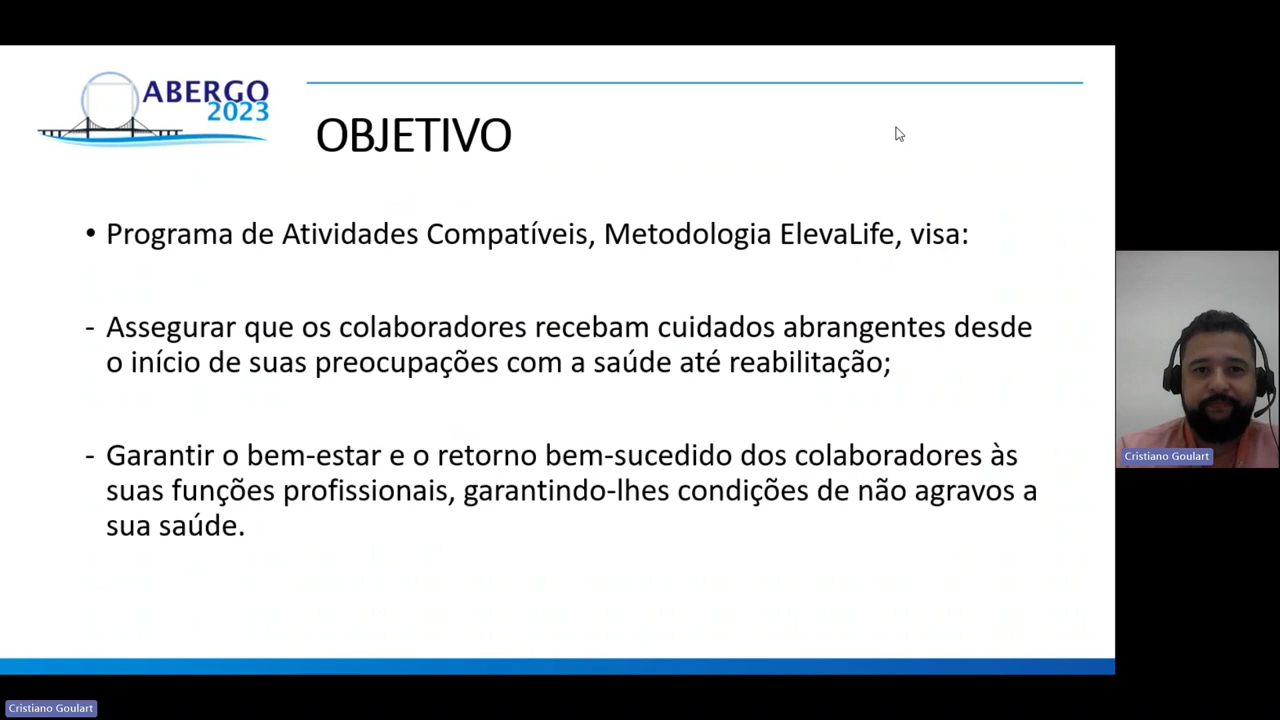 ABERGO
2023
OBJETIVO
• Programa de Atividades Compatíveis, Metodologia ElevaLife, visa:
- Assegurar que os colaboradores recebam cuidados abrangentes desde
o início de suas preocupações com a saúde até reabilitação;
- Garantir o bem-estar e o retorno bem-sucedido dos colaboradores às
suas funções profissionais, garantindo-lhes condições de não agravos a
sua saúde.
Cristiano Goulart
Cristiano Goulart